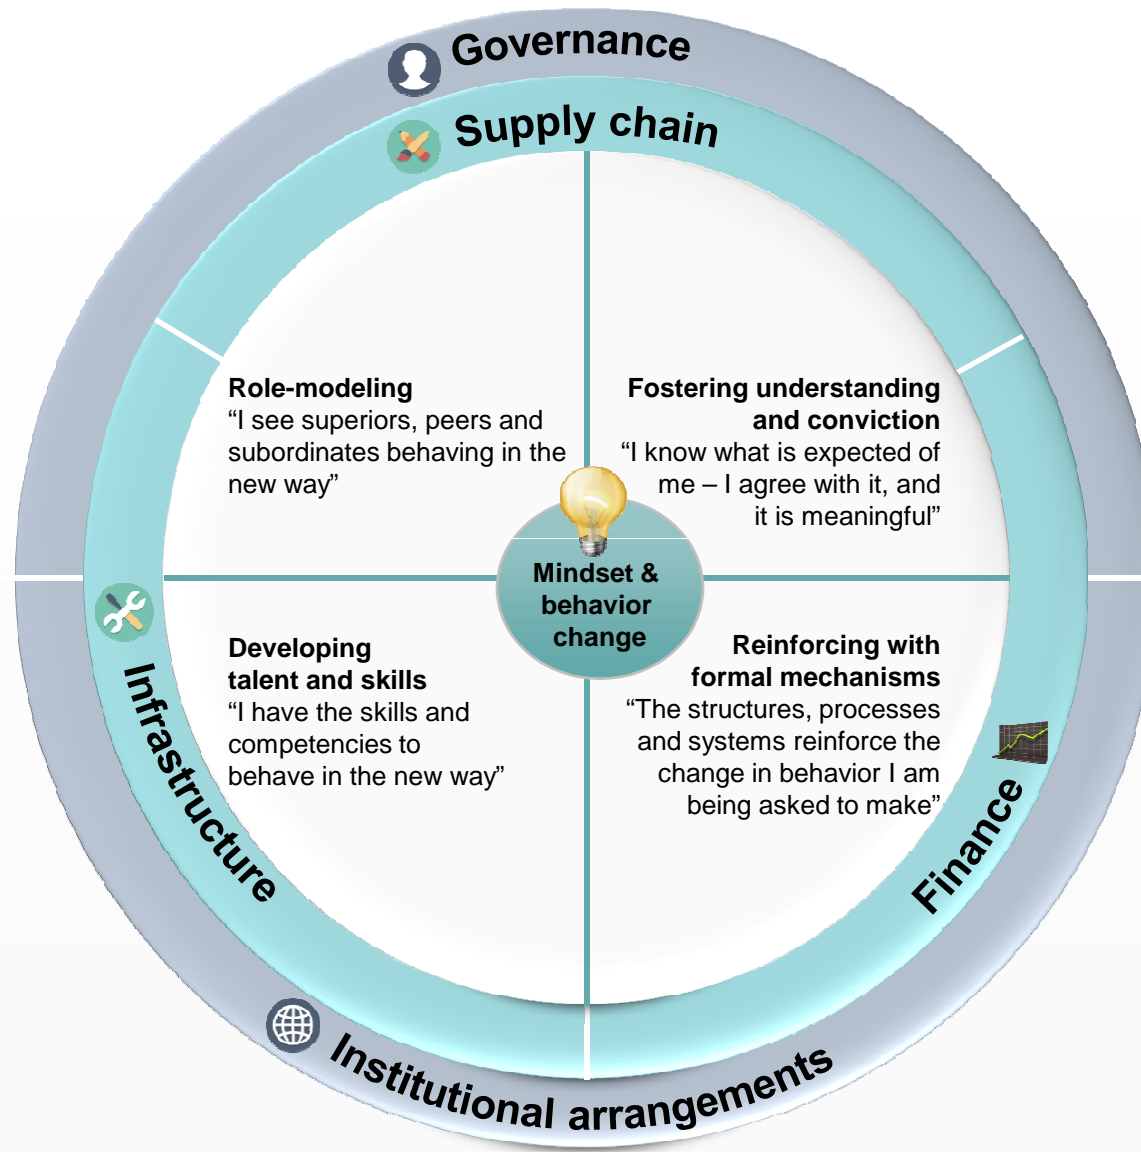 Governance
Supply chain
Role-modeling
“I see superiors, peers and
subordinates behaving in the
new way”
Fostering understanding
and conviction
“I know what is expected of
me – I agree with it, and
it is meaningful”
Mindset &
behavior
change
Developing
talent and skills
“I have the skills and
competencies to
behave in the new way”
Reinforcing with
formal mechanisms
“The structures, processes
and systems reinforce the
change in behavior I am
being asked to make”
Infrastructure
Finance
Institutional arrangements